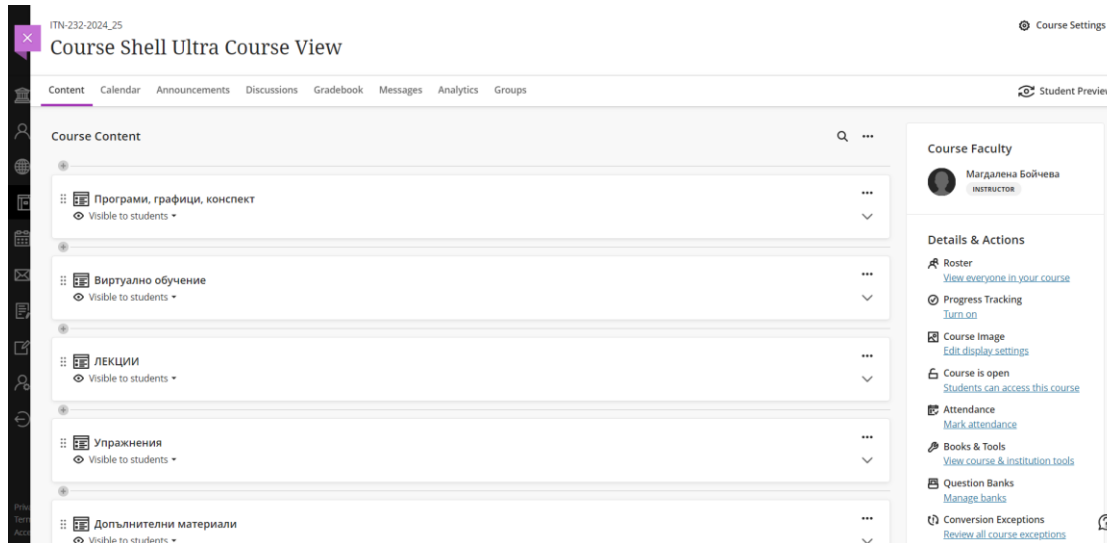 ITN-232-2024_25
Course Shell Ultra Course View
Course Settings
Content Calendar Announcements Discussions Gradebook Messages Analytics Groups
Student Preview
Course Content
Програми, графици, конспект
Visible to students
Виртуално обучение
Visible to students
ЛЕКЦИИ
Visible to students
Упражнения
Visible to students
Допълнителни материали
Visible to students
Course Faculty
Магдалена Бойчева
INSTRUCTOR
Details & Actions
Roster
View everyone in your course
Progress Tracking
Turn on
Course Image
Edit display settings
Course is open
Students can access this course
Attendance
Mark attendance
Books & Tools
View course & institution tools
Question Banks
Manage banks
Conversion Exceptions
Review all course exceptions